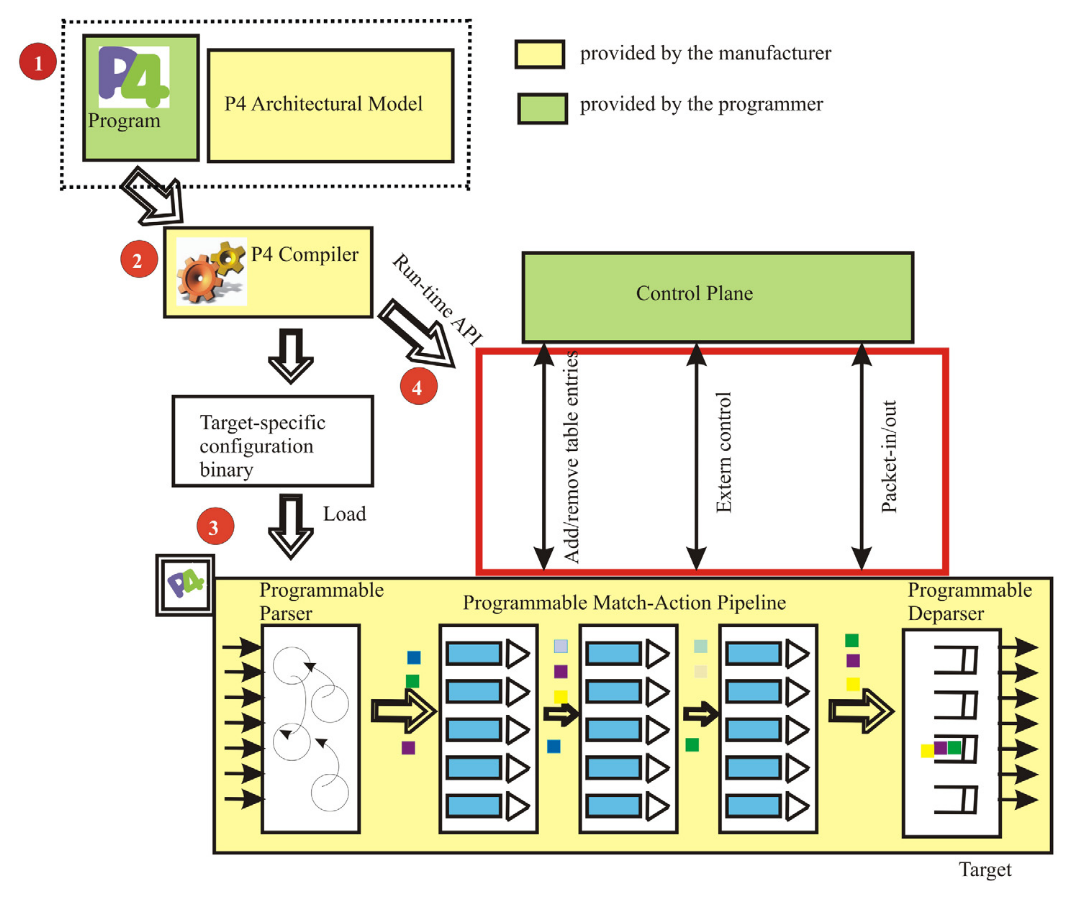 1
P4
Program
P4 Architectural Model
provided by the manufacturer
provided by the programmer
2
P4 Compiler
Run-time API
4
Control Plane
Target-specific
configuration
binary
Add/remove table entries
Extern control
Packet-in/out
3
Load
P4
Programmable
Parser
Programmable Match-Action Pipeline
Programmable
Deparser
Target